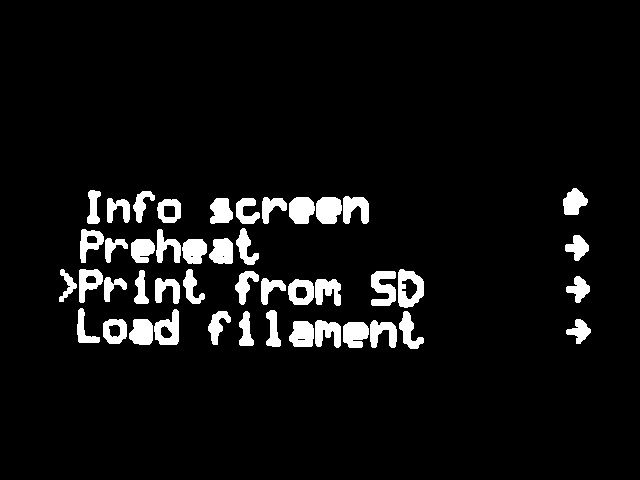 Info screen ↑
Preheat →
>Print from SD →
Load filament →